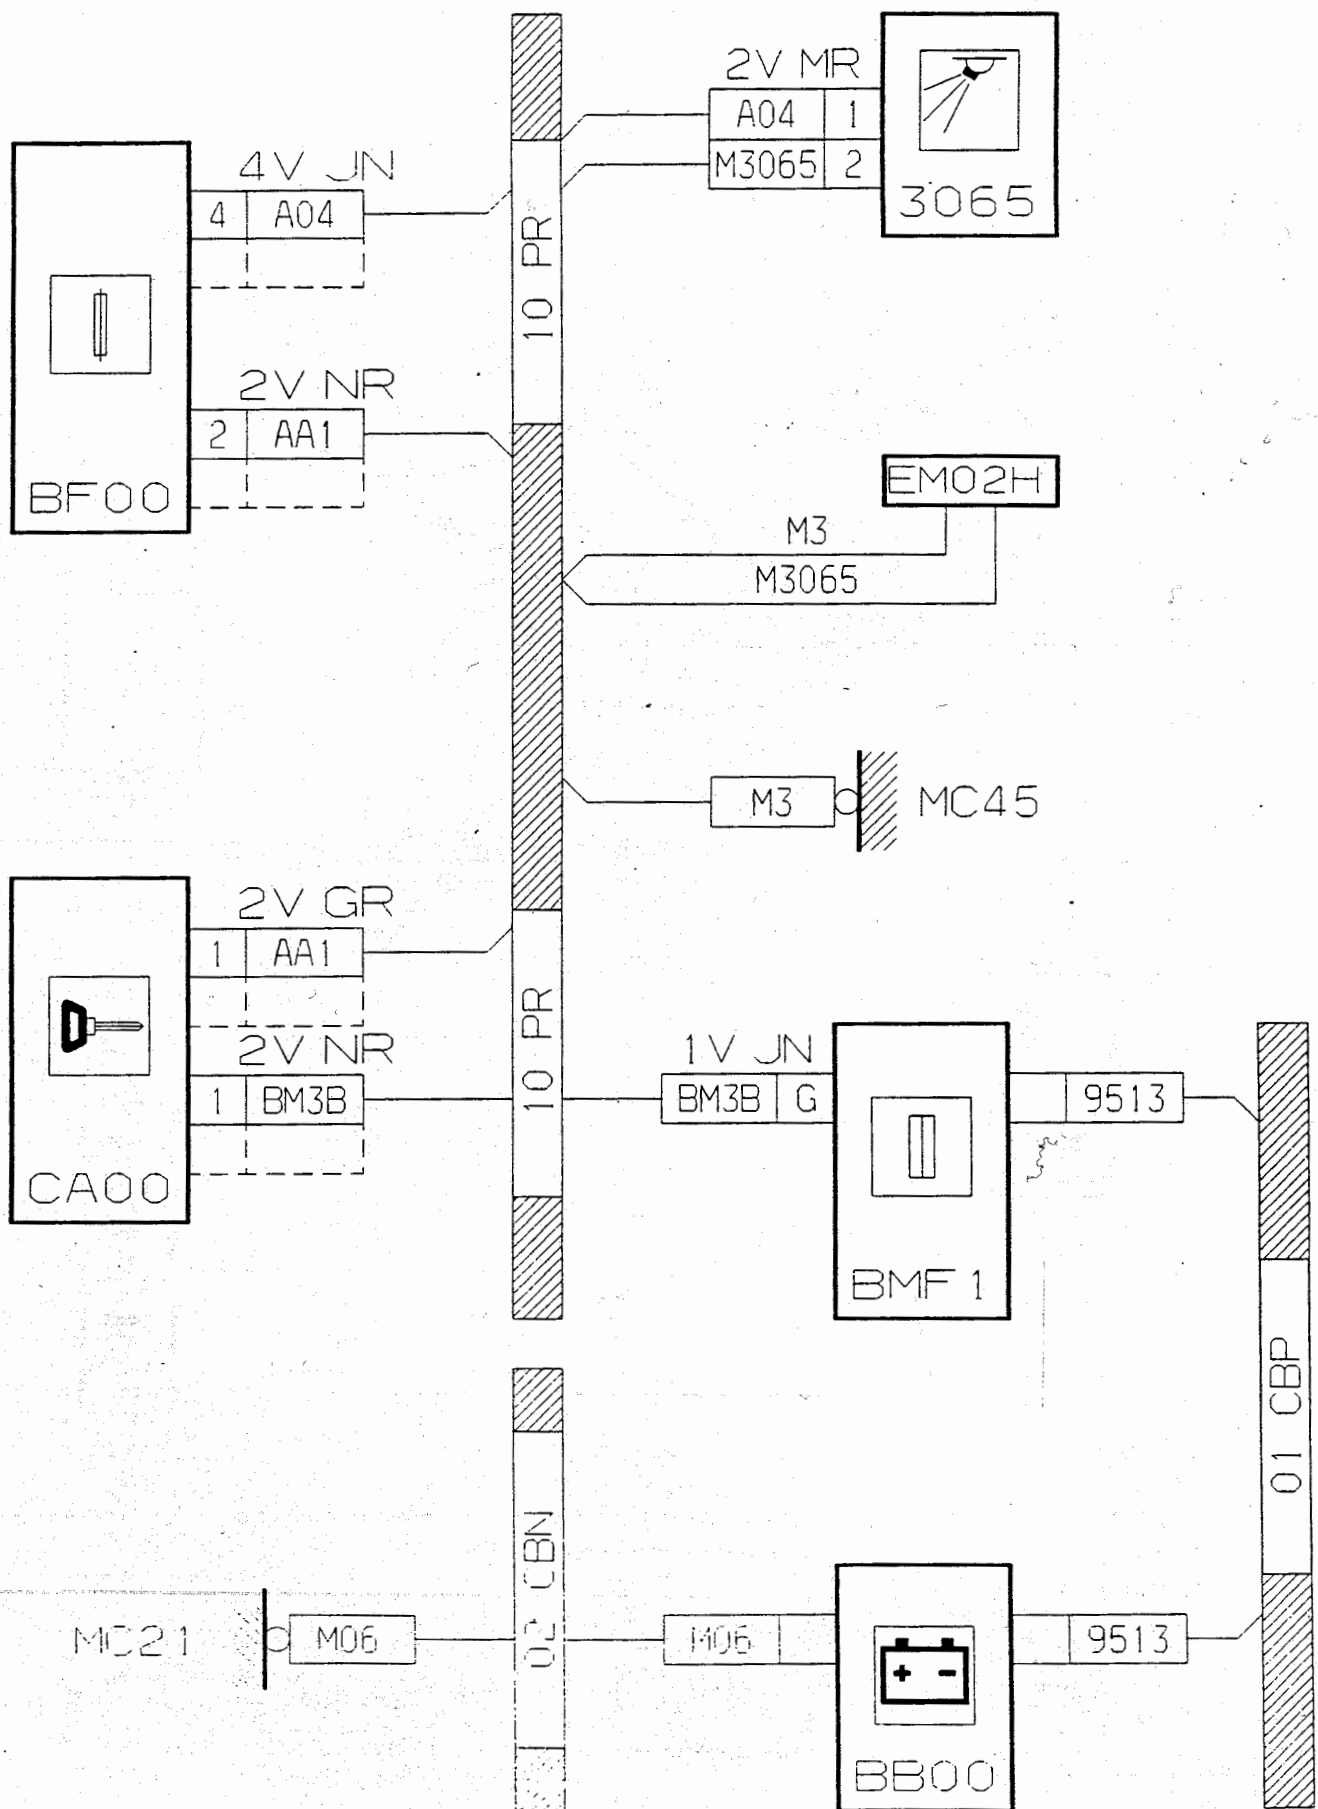 2V MR
A04 1
M3065 2
3065
4V JN
4 A04
10 PR
2V NR
2 AA1
BF00
EM02H
M3
M3065
M3 MC45
2V GR
1 AA1
10 PR
2V NR
1 BM3B
CA00
1V JN
BM3B G
9513
BMF1
01 CBP
02 CBN
MC21 M06
M06
+ -
9513
BB00